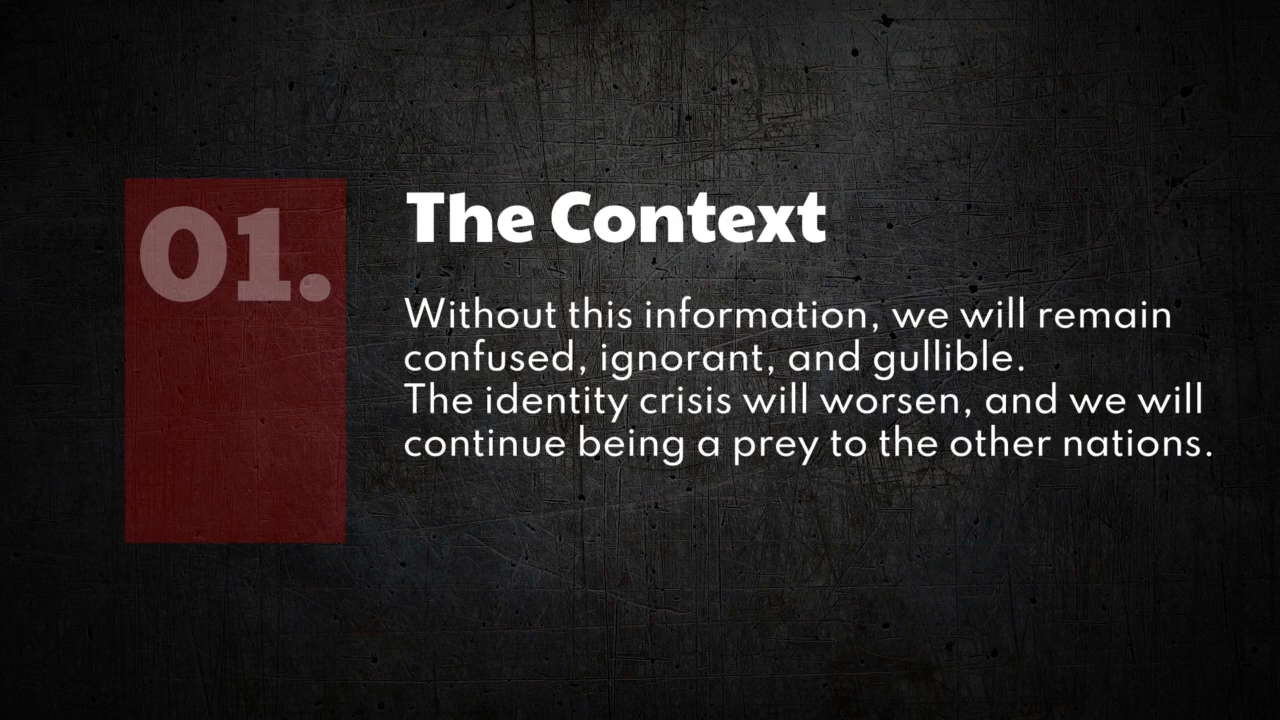 01.
The Context
Without this information, we will remain
confused, ignorant, and gullible.
The identity crisis will worsen, and we will
continue being a prey to the other nations.